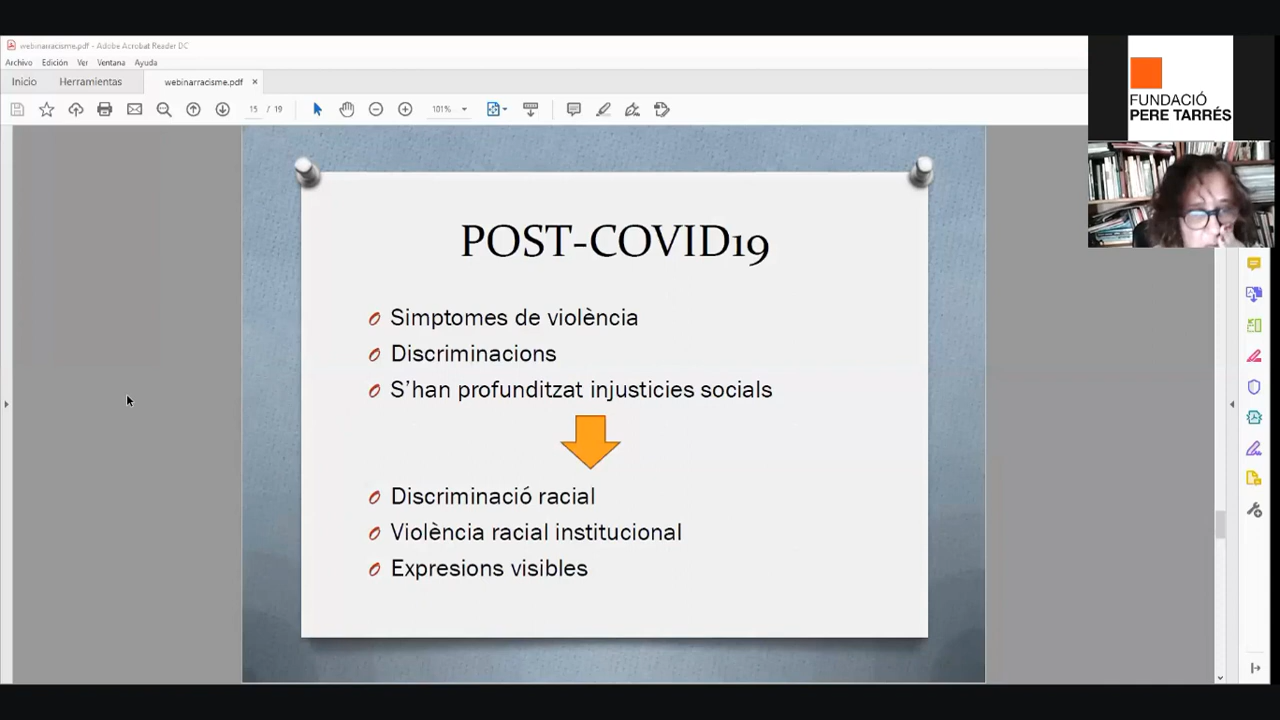 webinarracisme.pdf - Adobe Acrobat Reader DC
Archivo Edición Ver Ventana Ayuda
Inicio Herramientas webinarracisme.pdf ×
15 / 19 101%
FUNDACIÓ
PERE TARRÉS
POST-COVID19
Simptomes de violència
Discriminacions
S'han profunditzat injusticies socials
Discriminació racial
Violència racial institucional
Expresions visibles